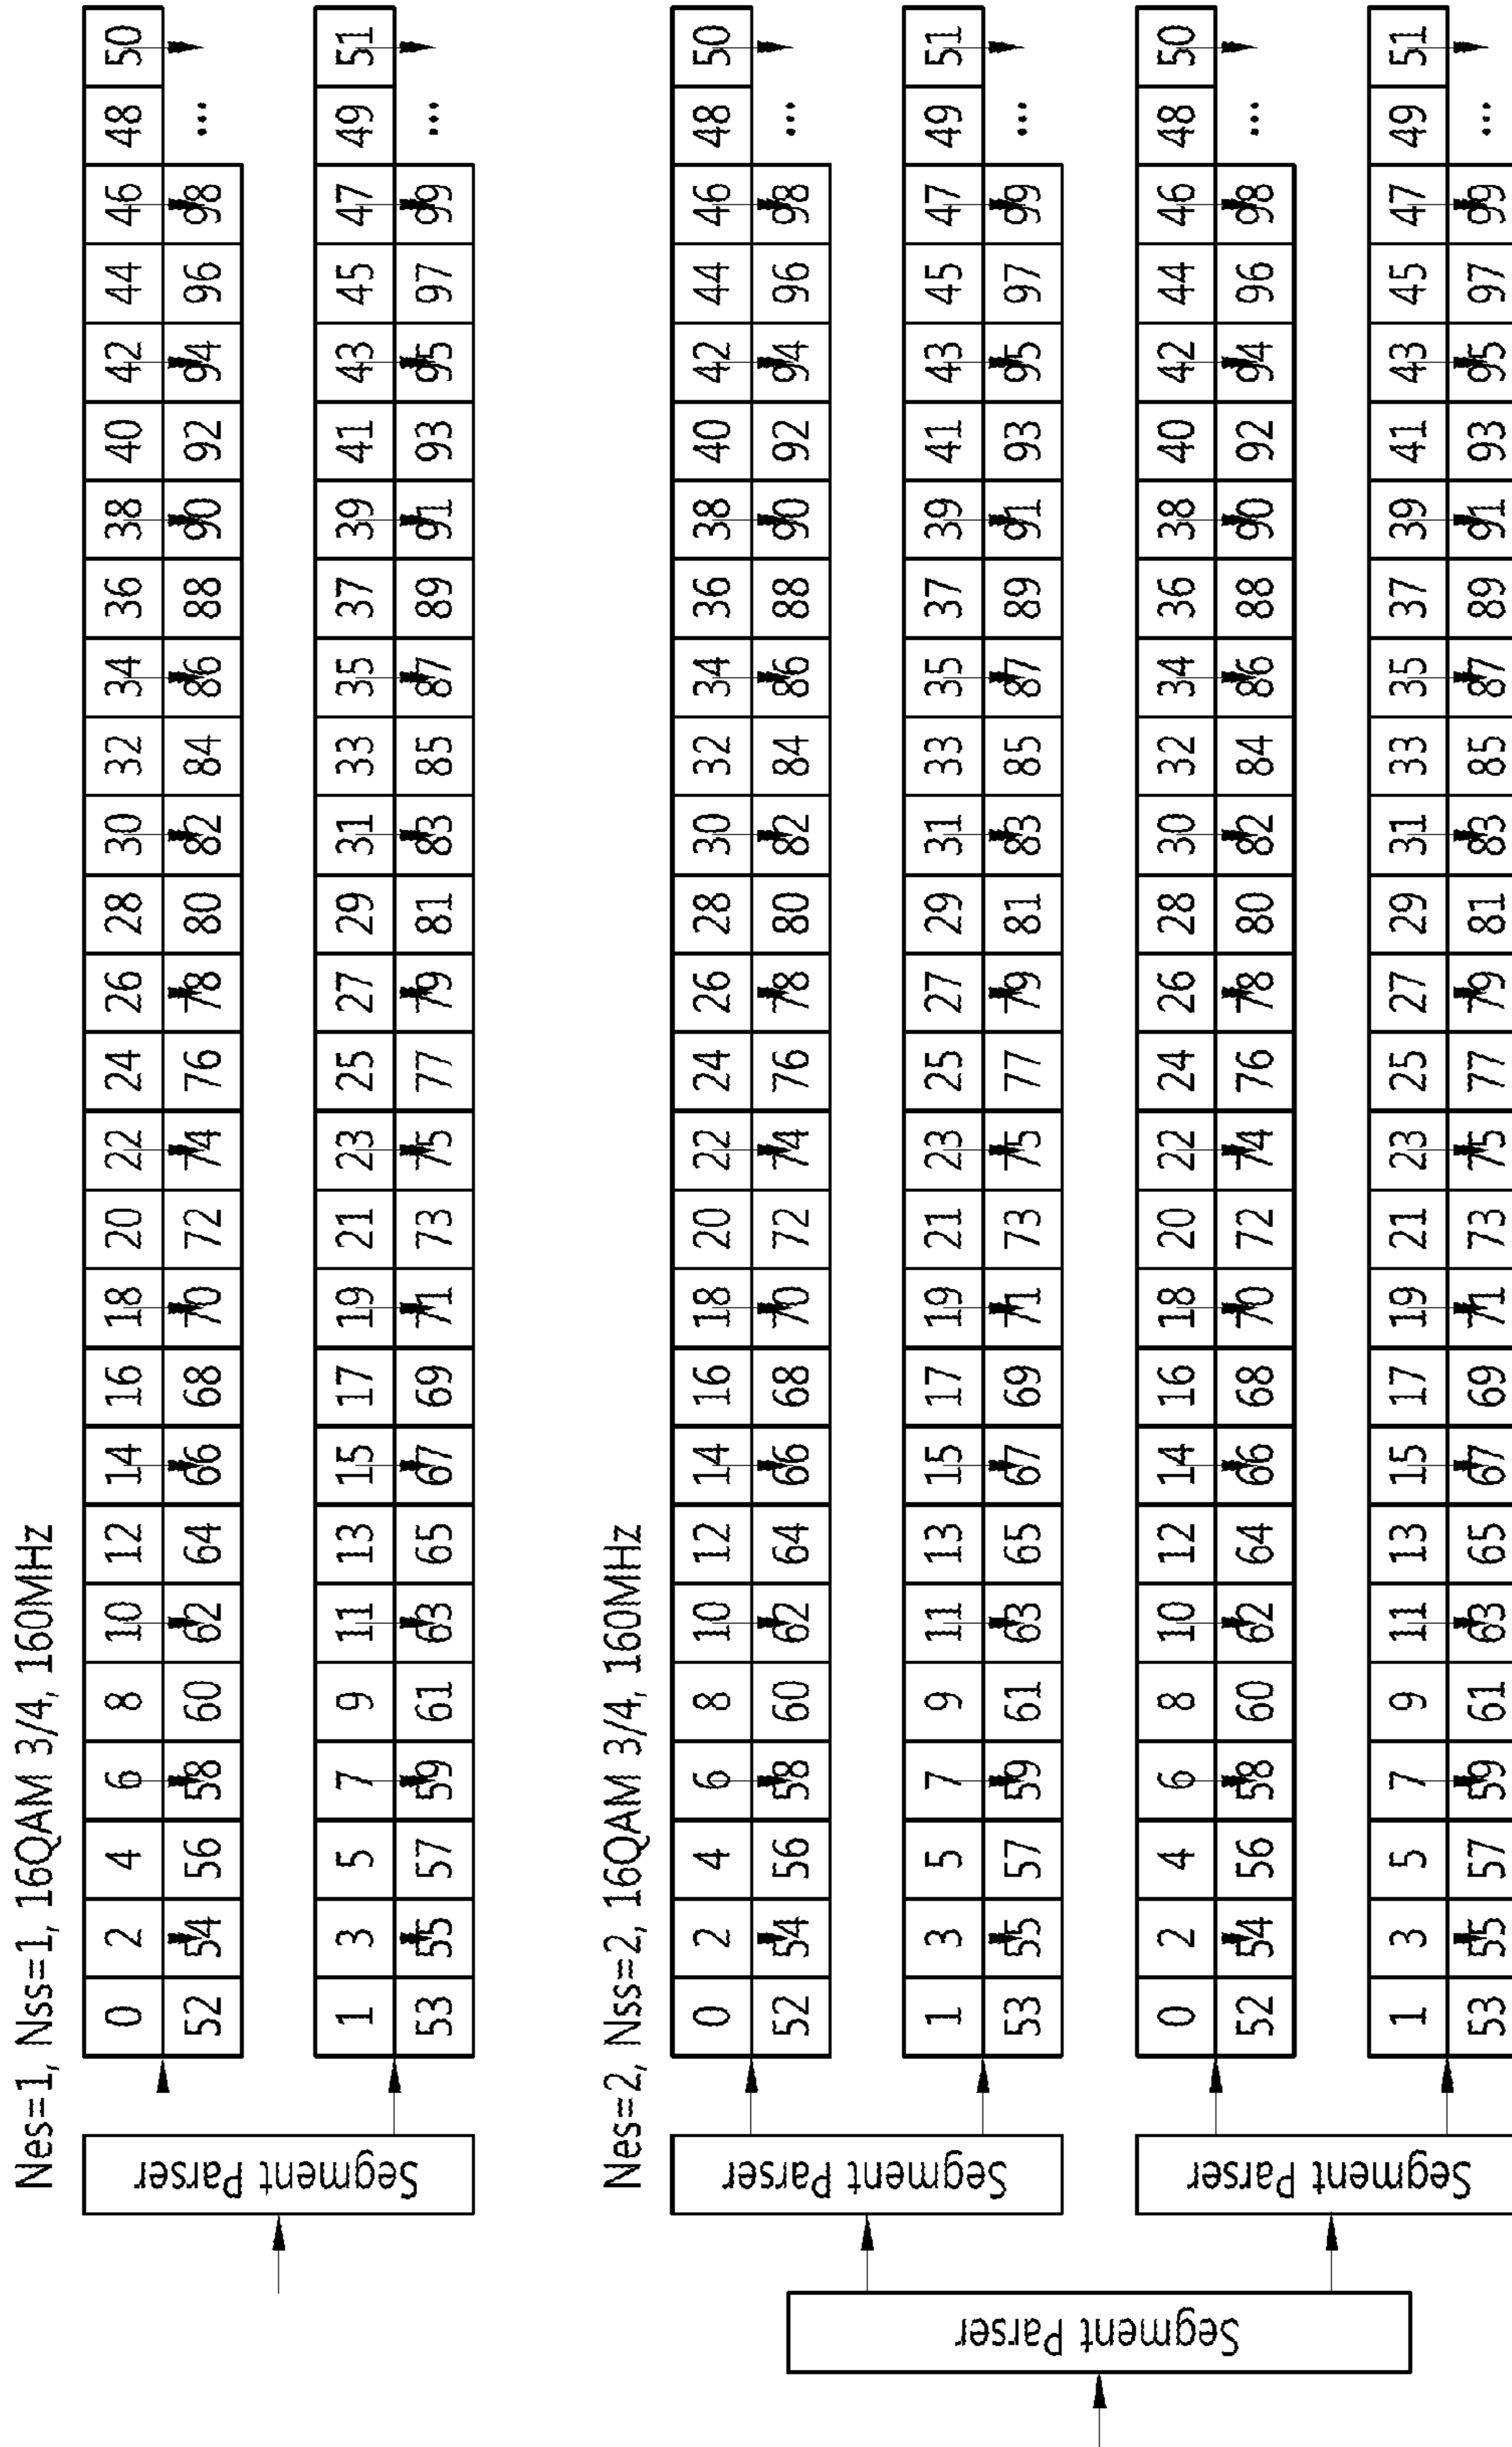 Nes=1, Nss=1, 16QAM 3/4, 160MHz
Segment Parser
0 2 4 6 8 10 12 14 16 18 20 22 24 26 28 30 32 34 36 38 40 42 44 46 48 50
52 54 56 58 60 62 64 66 68 70 72 74 76 78 80 82 84 86 88 90 92 94 96 98 ...
1 3 5 7 9 11 13 15 17 19 21 23 25 27 29 31 33 35 37 39 41 43 45 47 49 51
53 55 57 59 61 63 65 67 69 71 73 75 77 79 81 83 85 87 89 91 93 95 97 99 ...
Nes=2, Nss=2, 16QAM 3/4, 160MHz
Segment Parser
Segment Parser
0 2 4 6 8 10 12 14 16 18 20 22 24 26 28 30 32 34 36 38 40 42 44 46 48 50
52 54 56 58 60 62 64 66 68 70 72 74 76 78 80 82 84 86 88 90 92 94 96 98 ...
1 3 5 7 9 11 13 15 17 19 21 23 25 27 29 31 33 35 37 39 41 43 45 47 49 51
53 55 57 59 61 63 65 67 69 71 73 75 77 79 81 83 85 87 89 91 93 95 97 99 ...
Segment Parser
0 2 4 6 8 10 12 14 16 18 20 22 24 26 28 30 32 34 36 38 40 42 44 46 48 50
52 54 56 58 60 62 64 66 68 70 72 74 76 78 80 82 84 86 88 90 92 94 96 98 ...
1 3 5 7 9 11 13 15 17 19 21 23 25 27 29 31 33 35 37 39 41 43 45 47 49 51
53 55 57 59 61 63 65 67 69 71 73 75 77 79 81 83 85 87 89 91 93 95 97 99 ...